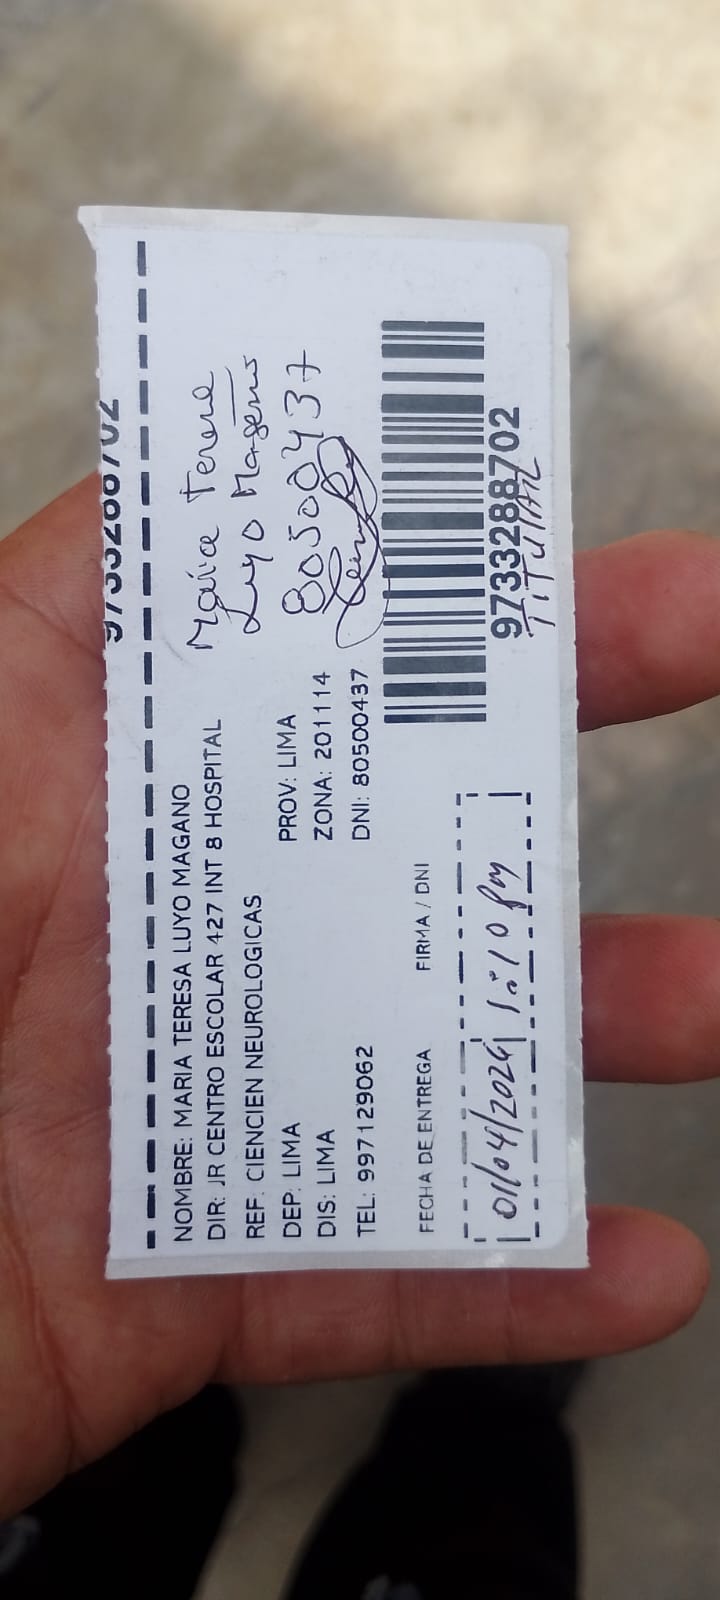 9733288702
NOMBRE: MARIA TERESA LUYO MAGANO
DIR: JR CENTRO ESCOLAR 427 INT 8 HOSPITAL
REF: CIENCIEN NEUROLOGICAS
DEP: LIMA PROV: LIMA
DIS: LIMA ZONA: 201114
TEL: 997129062 DNI: 80500437
Maria Teresa
Luyo Magano
80500437
FECHA DE ENTREGA FIRMA / DNI
01/04/2024 1:10 pm
9733288702
TITULAR